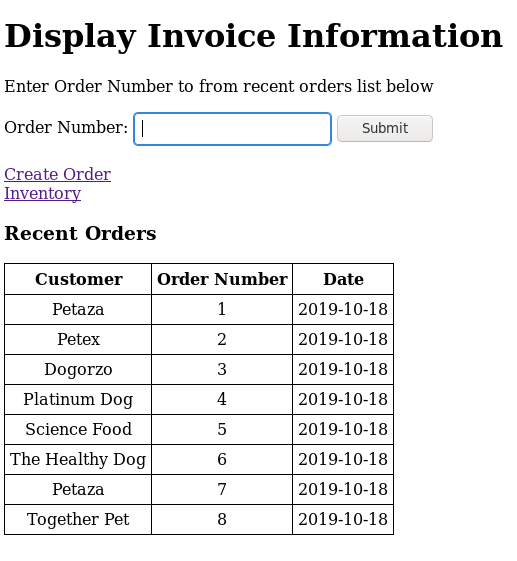 Display Invoice Information
Enter Order Number to from recent orders list below
Order Number: Submit
Create Order
Inventory
Recent Orders
Customer Order Number Date
Petaza 1 2019-10-18
Petex 2 2019-10-18
Dogorzo 3 2019-10-18
Platinum Dog 4 2019-10-18
Science Food 5 2019-10-18
The Healthy Dog 6 2019-10-18
Petaza 7 2019-10-18
Together Pet 8 2019-10-18